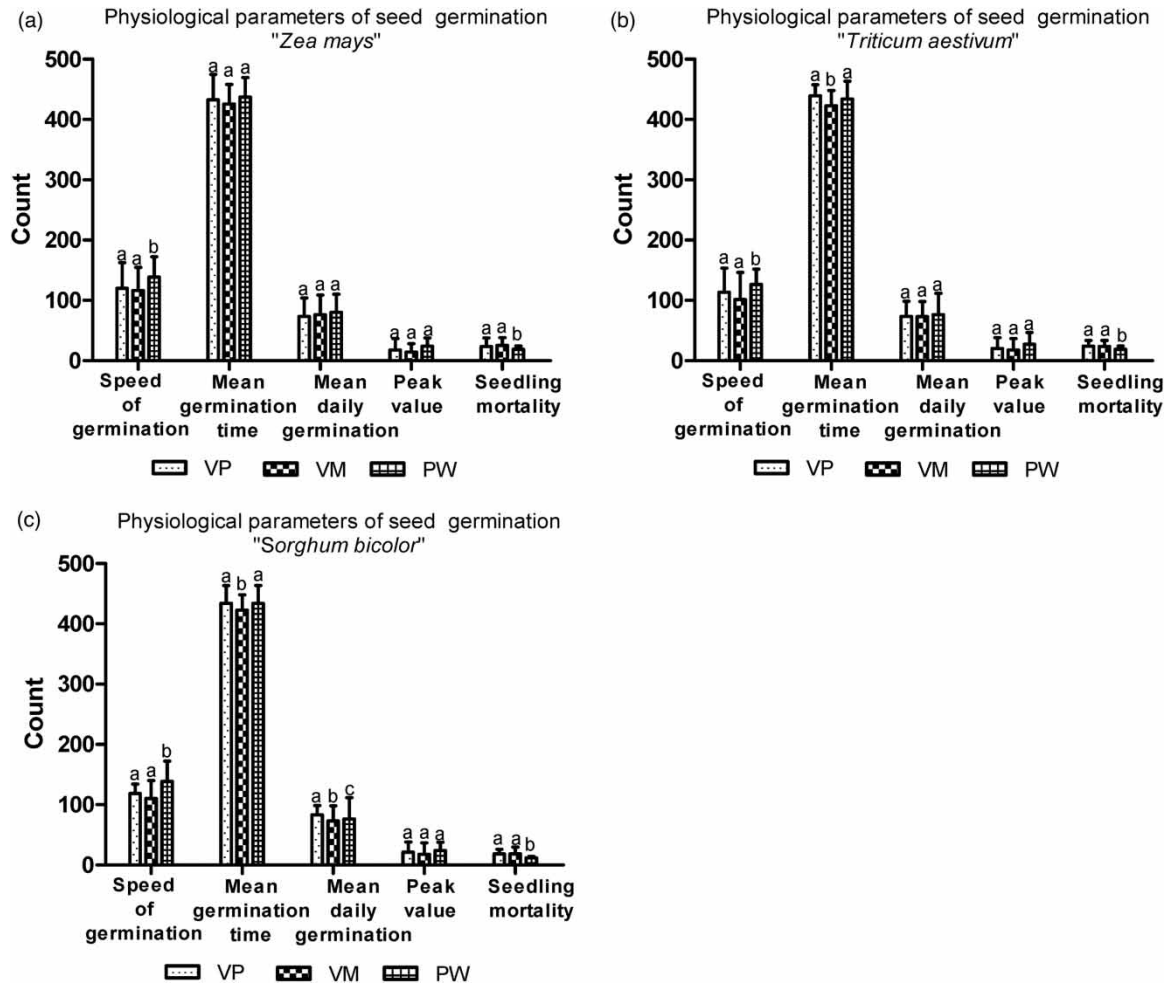 (a)
Physiological parameters of seed germination
"Zea mays"
500
400
300
200
100
0
Count
a a b
a a a
a a a
a a a
a a b
Speed of germination
Mean germination time
Mean daily germination
Peak value
Seedling mortality
VP VM PW
(b)
Physiological parameters of seed germination
"Triticum aestivum"
500
400
300
200
100
0
Count
a a b
a b a
a a a
a a a
a a b
Speed of germination
Mean germination time
Mean daily germination
Peak value
Seedling mortality
VP VM PW
(c)
Physiological parameters of seed germination
"Sorghum bicolor"
500
400
300
200
100
0
Count
a a b
a b a
a b c
a a a
a a b
Speed of germination
Mean germination time
Mean daily germination
Peak value
Seedling mortality
VP VM PW